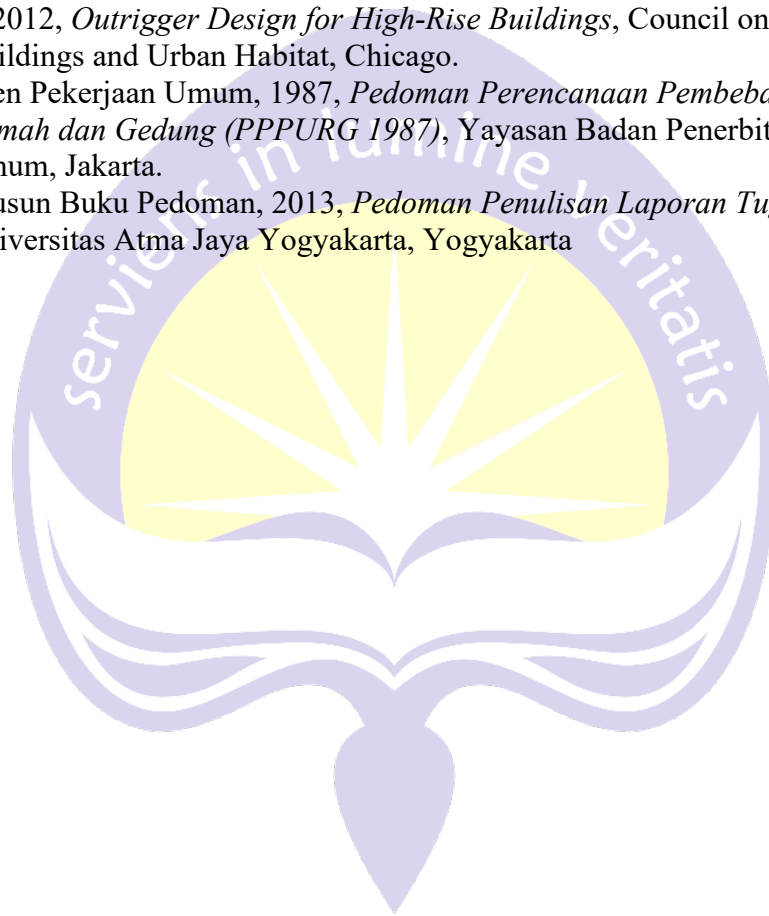 2012, Outrigger Design for High-Rise Buildings, Council on
ildings and Urban Habitat, Chicago.
en Pekerjaan Umum, 1987, Pedoman Perencanaan Pembeba
mah dan Gedung (PPPURG 1987), Yayasan Badan Penerbit
num, Jakarta.
usun Buku Pedoman, 2013, Pedoman Penulisan Laporan Tu
iversitas Atma Jaya Yogyakarta, Yogyakarta
serviens in lumine veritatis